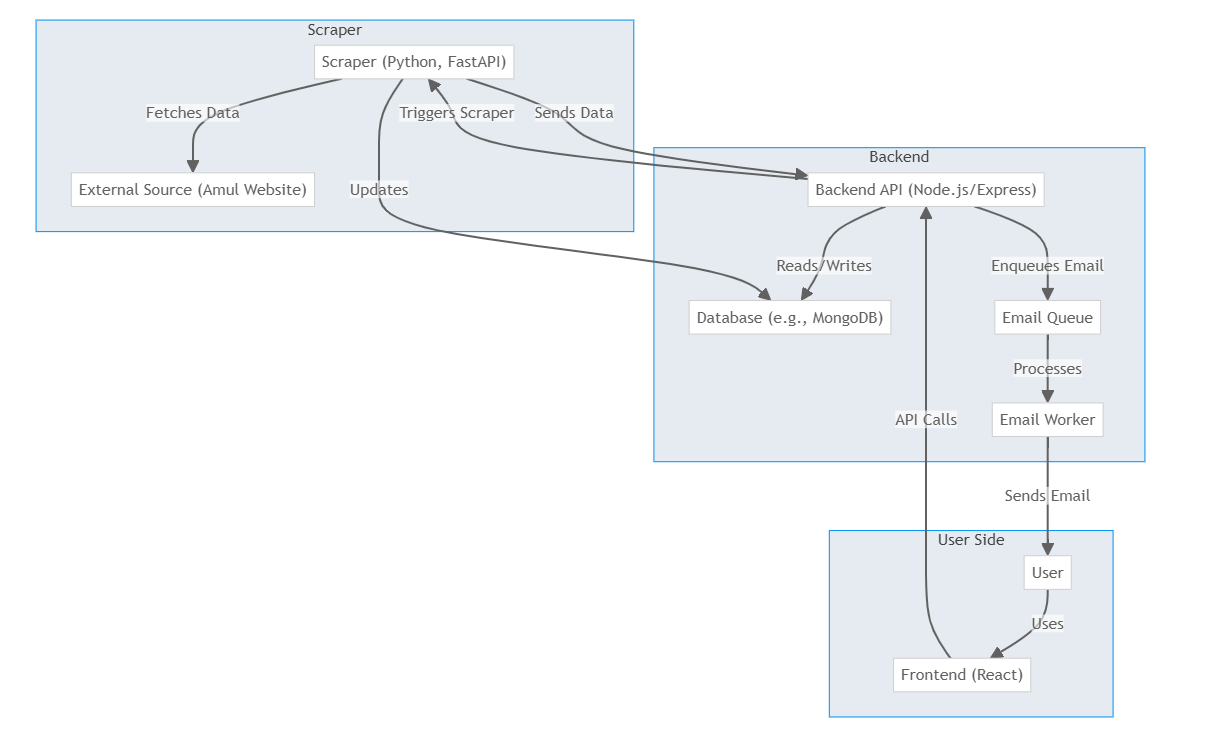 Scraper
Scraper (Python, FastAPI)
Fetches Data
Triggers Scraper
Sends Data
Backend
External Source (Amul Website)
Updates
Backend API (Node.js/Express)
Reads/Writes
Enqueues Email
Database (e.g., MongoDB)
Email Queue
Processes
API Calls
Email Worker
Sends Email
User Side
User
Uses
Frontend (React)